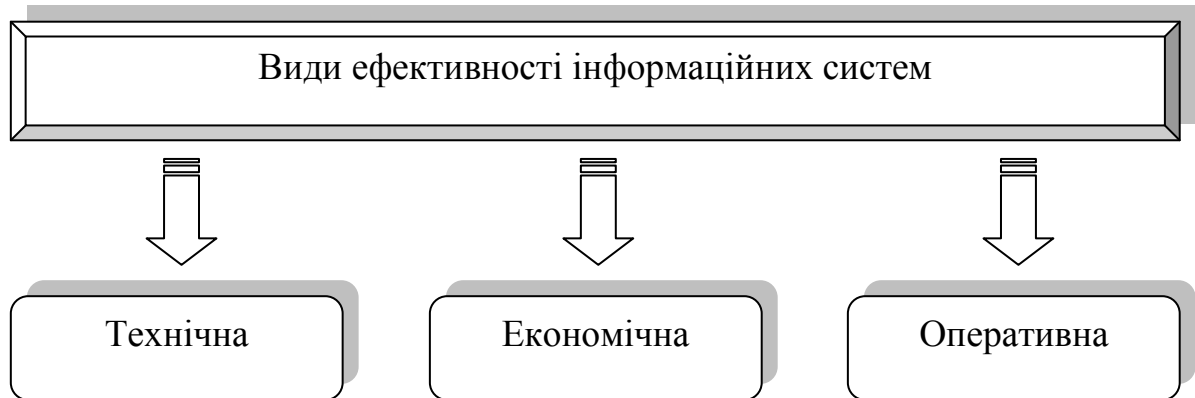 Види ефективності інформаційних систем
Технічна
Економічна
Оперативна